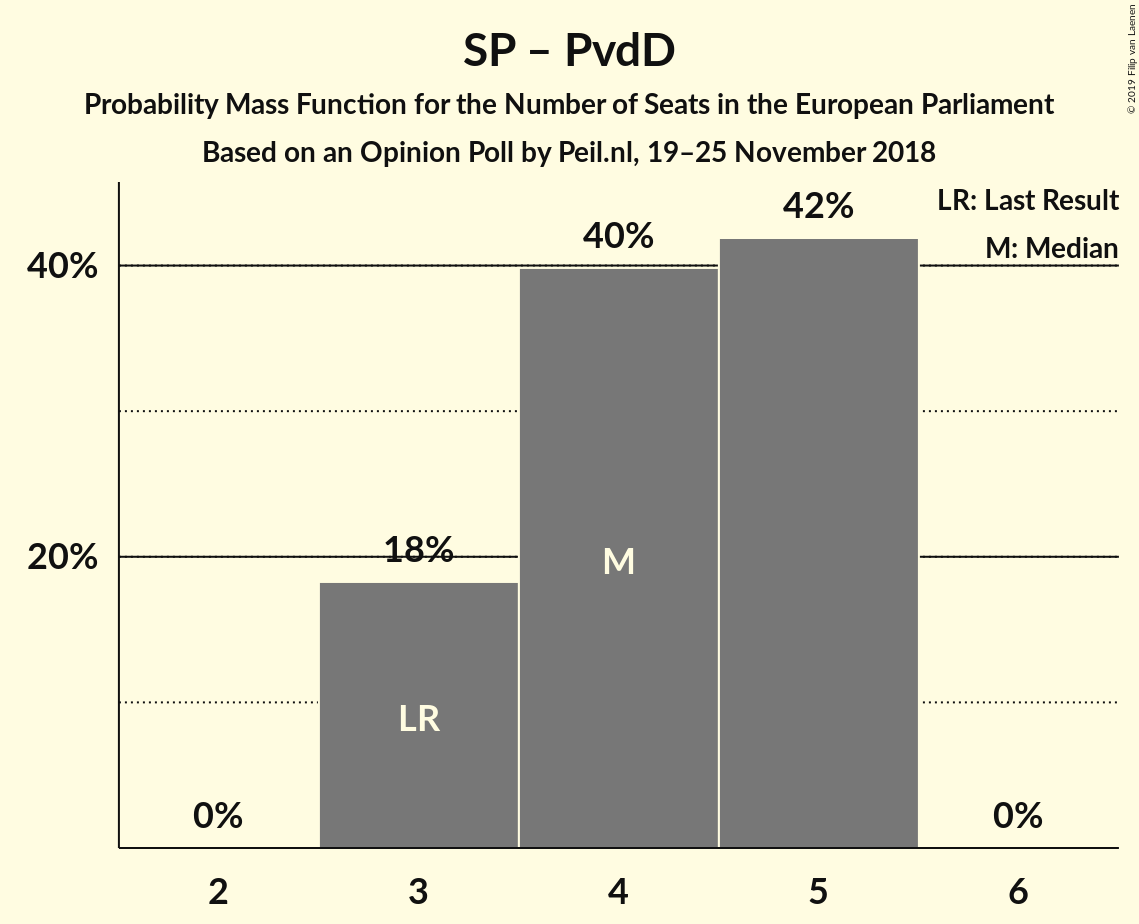 SP – PvdD
Probability Mass Function for the Number of Seats in the European Parliament
Based on an Opinion Poll by Peil.nl, 19–25 November 2018
© 2019 Filip van Laenen
LR: Last Result
M: Median
40%
20%
0%
18%
40%
42%
0%
LR
M
2
3
4
5
6